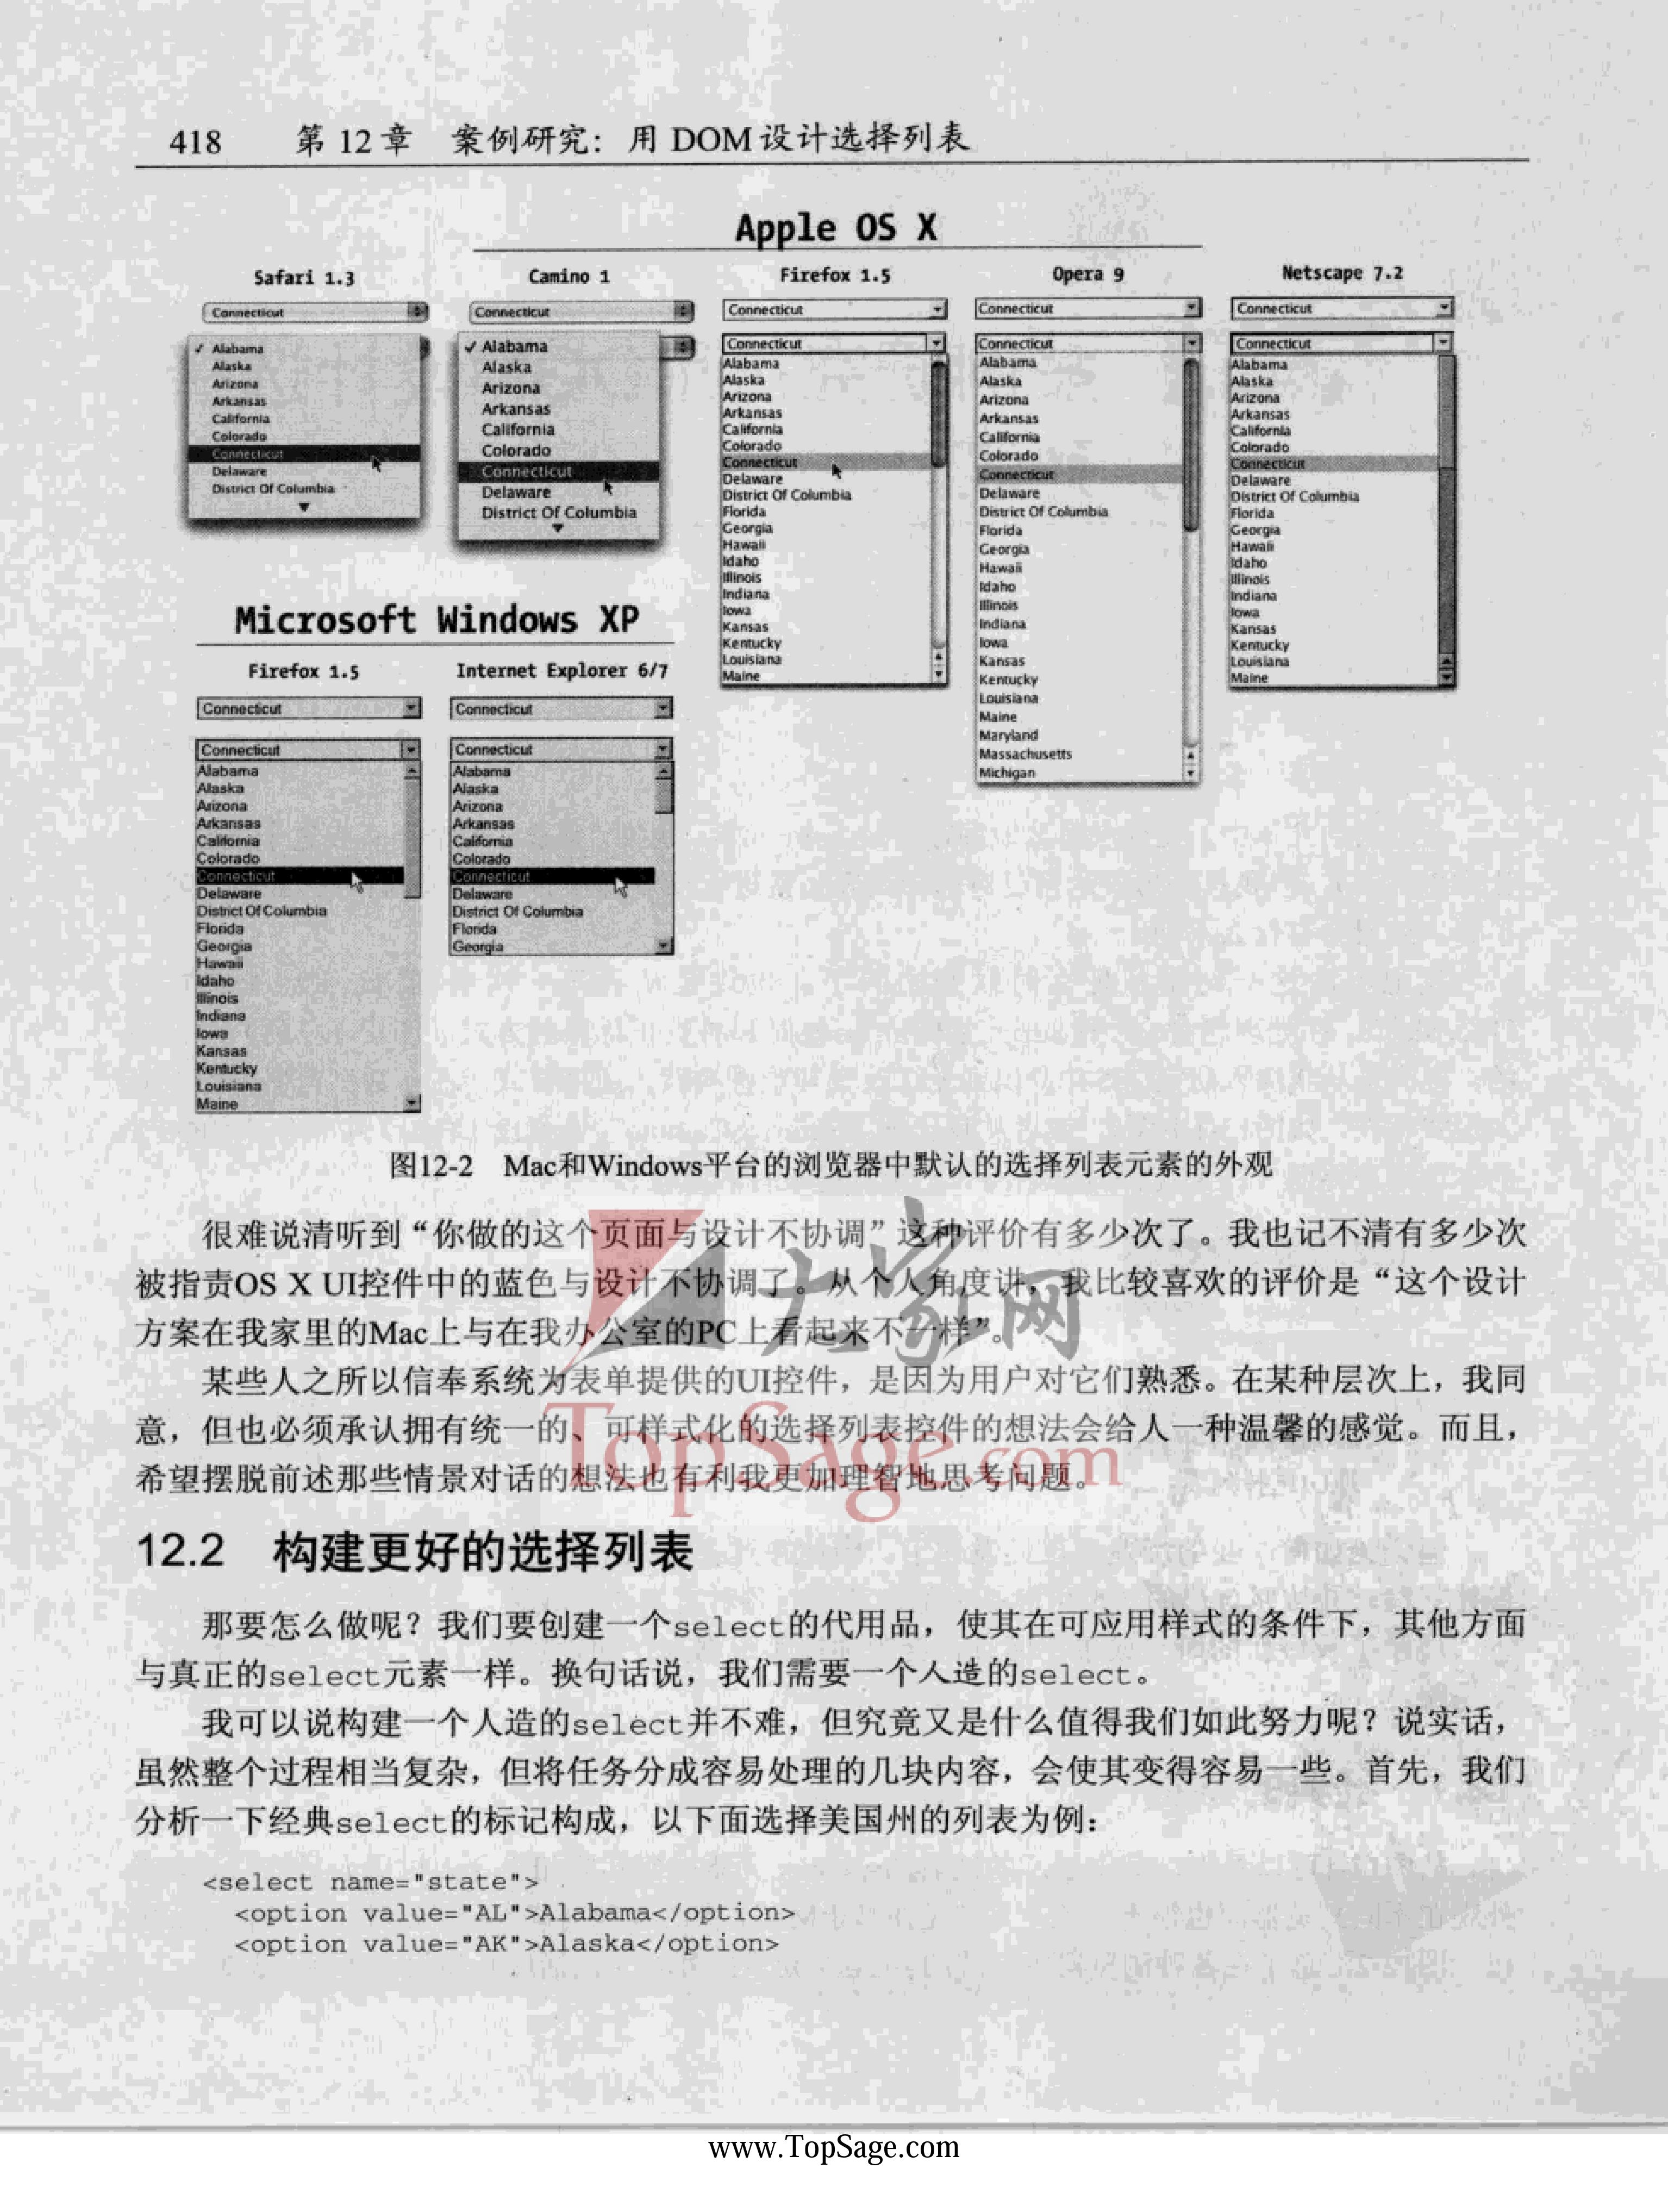 418 第 12 章 案例研究：用 DOM 设计选择列表
Apple OS X
Safari 1.3
Connecticut
✓ Alabama
Alaska
Arizona
Arkansas
California
Colorado
Connecticut
Delaware
District Of Columbia
Camino 1
Connecticut
✓ Alabama
Alaska
Arizona
Arkansas
California
Colorado
Connecticut
Delaware
District Of Columbia
Firefox 1.5
Connecticut
Connecticut
Alabama
Alaska
Arizona
Arkansas
California
Colorado
Connecticut
Delaware
District Of Columbia
Florida
Georgia
Hawaii
Idaho
Illinois
Indiana
Iowa
Kansas
Kentucky
Louisiana
Maine
Opera 9
Connecticut
Connecticut
Alabama
Alaska
Arizona
Arkansas
California
Colorado
Connecticut
Delaware
District Of Columbia
Florida
Georgia
Hawaii
Idaho
Illinois
Indiana
Iowa
Kansas
Kentucky
Louisiana
Maine
Maryland
Massachusetts
Michigan
Netscape 7.2
Connecticut
Connecticut
Alabama
Alaska
Arizona
Arkansas
California
Colorado
Connecticut
Delaware
District Of Columbia
Florida
Georgia
Hawaii
Idaho
Illinois
Indiana
Iowa
Kansas
Kentucky
Louisiana
Maine
Microsoft Windows XP
Firefox 1.5
Connecticut
Connecticut
Alabama
Alaska
Arizona
Arkansas
California
Colorado
Connecticut
Delaware
District Of Columbia
Florida
Georgia
Hawaii
Idaho
Illinois
Indiana
Iowa
Kansas
Kentucky
Louisiana
Maine
Internet Explorer 6/7
Connecticut
Connecticut
Alabama
Alaska
Arizona
Arkansas
California
Colorado
Connecticut
Delaware
District Of Columbia
Florida
Georgia
图12-2 Mac和Windows平台的浏览器中默认的选择列表元素的外观
很难说清听到“你做的这个页面与设计不协调”这种评价有多少次了。我也记不清有多少次
被指责OS X UI控件中的蓝色与设计不协调了。从个人角度讲，我比较喜欢的评价是“这个设计
方案在我家里的Mac上与在我办公室的PC上看起来不一样”。
某些人之所以信奉系统为表单提供的UI控件，是因为用户对它们熟悉。在某种层次上，我同
意，但也必须承认拥有统一的、可样式化的选择列表控件的想法会给人一种温馨的感觉。而且，
希望摆脱前述那些情景对话的想法也有利我更加理智地思考问题。
大家网
TopSage.com
12.2 构建更好的选择列表
那要怎么做呢？我们要创建一个select的代用品，使其在可应用样式的条件下，其他方面
与真正的select元素一样。换句话说，我们需要一个人造的select。
我可以说构建一个人造的select并不难，但究竟又是什么值得我们如此努力呢？说实话，
虽然整个过程相当复杂，但将任务分成容易处理的几块内容，会使其变得容易一些。首先，我们
分析一下经典select的标记构成，以下面选择美国州的列表为例：
<select name="state">
<option value="AL">Alabama</option>
<option value="AK">Alaska</option>
www.TopSage.com